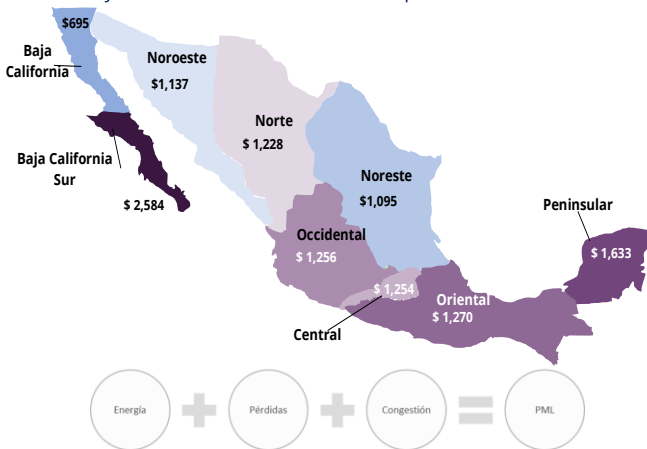 $695
Baja
California
Noroeste
$1,137
Norte
$ 1,228
Noreste
$1,095
Baja California
Sur
$ 2,584
Occidental
$ 1,256
Peninsular
$ 1,633
$ 1,254
Central
Oriental
$ 1,270
Energía
Pérdidas
Congestión
PML